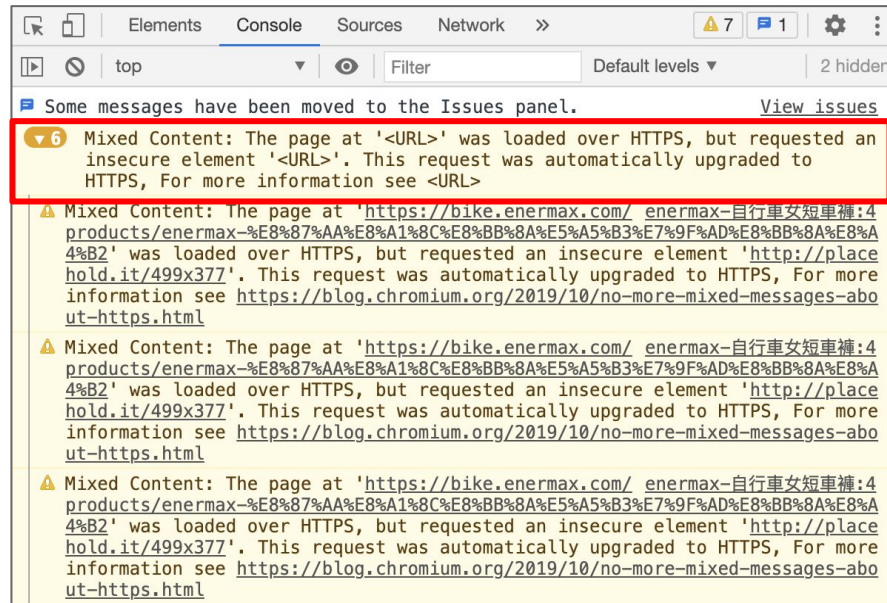 Elements Console Sources Network » 7 1
top ▼ Filter Default levels ▼ 2 hidden
Some messages have been moved to the Issues panel. View issues
▼ 6 Mixed Content: The page at '<URL>' was loaded over HTTPS, but requested an
insecure element '<URL>'. This request was automatically upgraded to
HTTPS, For more information see <URL>
Mixed Content: The page at 'https://bike.enermax.com/ enermax-自行車女短車褲:4
products/enermax-%E8%87%AA%E8%A1%8C%E8%BB%8A%E5%A5%B3%E7%9F%AD%E8%BB%8A%E8%A
4%B2' was loaded over HTTPS, but requested an insecure element 'http://place
hold.it/499x377'. This request was automatically upgraded to HTTPS, For more
information see https://blog.chromium.org/2019/10/no-more-mixed-messages-abo
ut-https.html
Mixed Content: The page at 'https://bike.enermax.com/ enermax-自行車女短車褲:4
products/enermax-%E8%87%AA%E8%A1%8C%E8%BB%8A%E5%A5%B3%E7%9F%AD%E8%BB%8A%E8%A
4%B2' was loaded over HTTPS, but requested an insecure element 'http://place
hold.it/499x377'. This request was automatically upgraded to HTTPS, For more
information see https://blog.chromium.org/2019/10/no-more-mixed-messages-abo
ut-https.html
Mixed Content: The page at 'https://bike.enermax.com/ enermax-自行車女短車褲:4
products/enermax-%E8%87%AA%E8%A1%8C%E8%BB%8A%E5%A5%B3%E7%9F%AD%E8%BB%8A%E8%A
4%B2' was loaded over HTTPS, but requested an insecure element 'http://place
hold.it/499x377'. This request was automatically upgraded to HTTPS, For more
information see https://blog.chromium.org/2019/10/no-more-mixed-messages-abo
ut-https.html